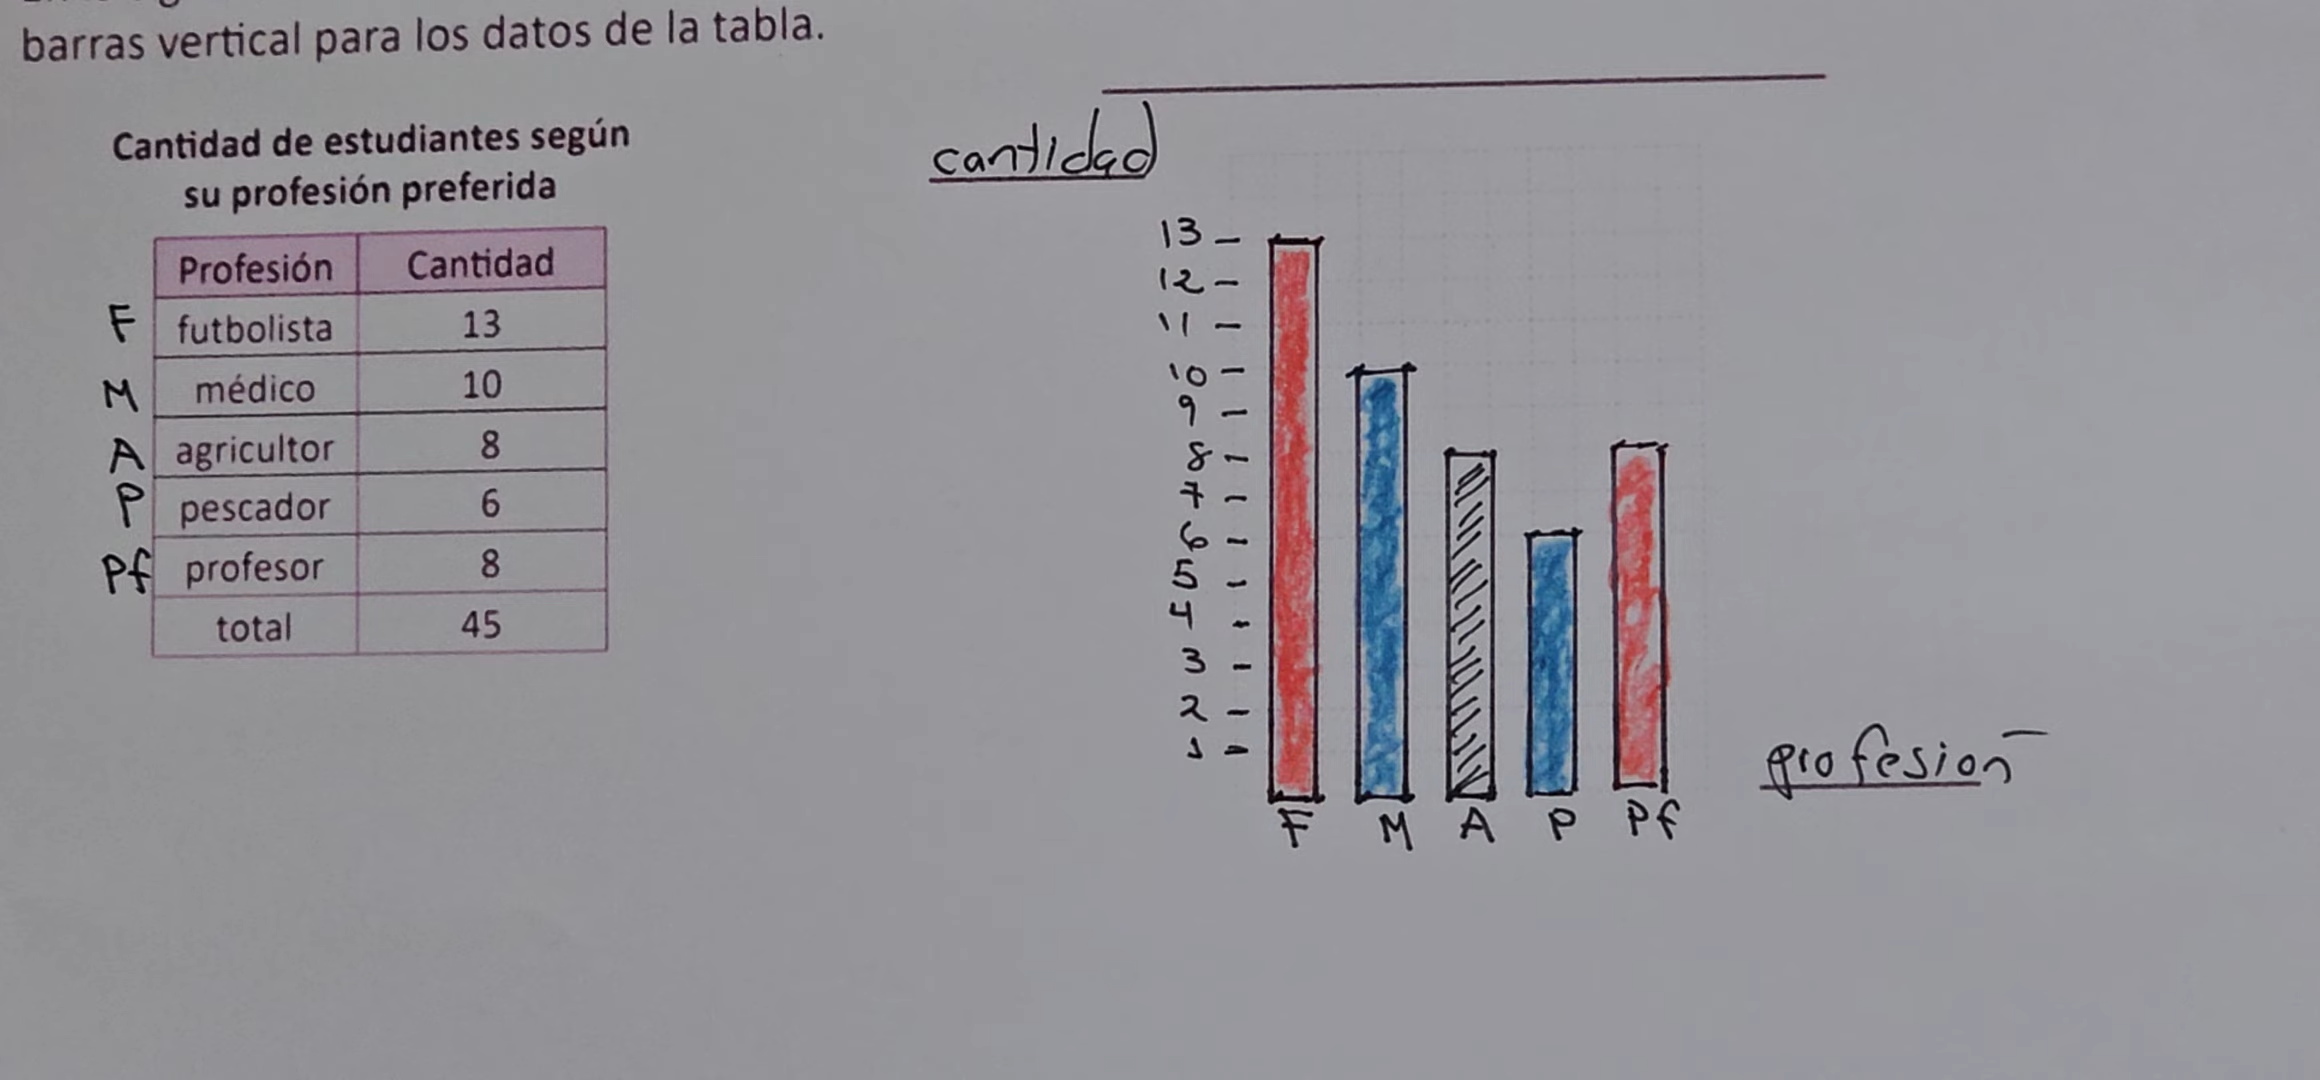 barras vertical para los datos de la tabla.
Cantidad de estudiantes según
su profesión preferida
Profesión Cantidad
F futbolista 13
M médico 10
A agricultor 8
P pescador 6
Pf profesor 8
total 45
cantidad
13
12
11
10
9
8
7
6
5
4
3
2
1
F M A P Pf
profesion